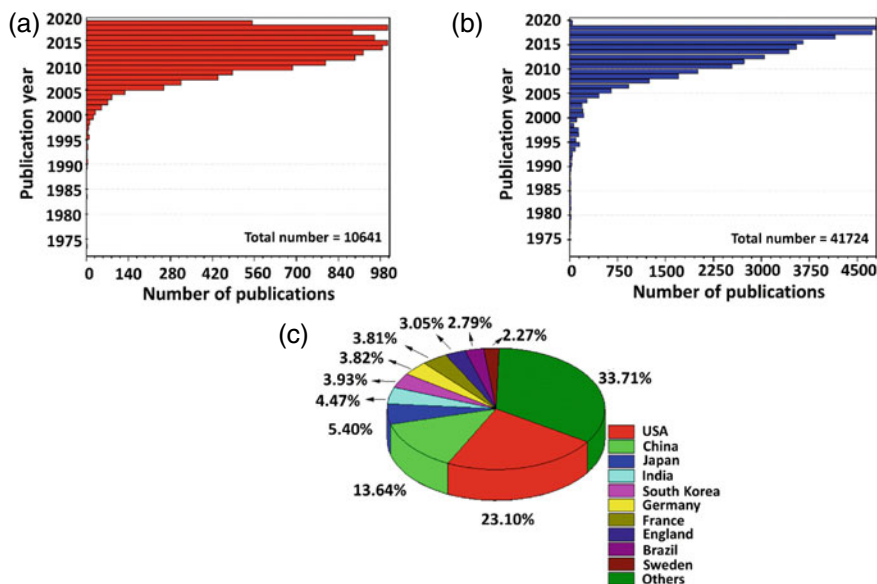 (a)
2020
2015
2010
2005
2000
1995
1990
1985
1980
1975
Publication year
Total number = 10641
0 140 280 420 560 700 840 980
Number of publications
(b)
2020
2015
2010
2005
2000
1995
1990
1985
1980
1975
Publication year
Total number = 41724
0 750 1500 2250 3000 3750 4500
Number of publications
(c)
2.79%
3.05%
2.27%
3.81%
3.82%
3.93%
33.71%
4.47%
5.40%
13.64%
23.10%
USA
China
Japan
India
South Korea
Germany
France
England
Brazil
Sweden
Others